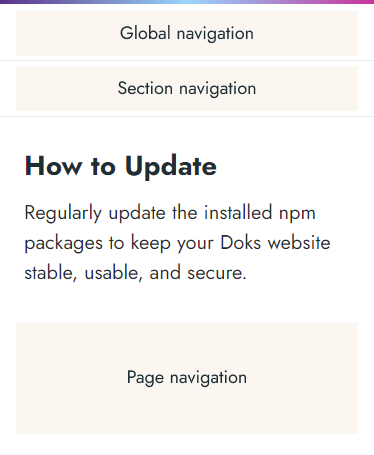 Global navigation
Section navigation
How to Update
Regularly update the installed npm
packages to keep your Doks website
stable, usable, and secure.
Page navigation